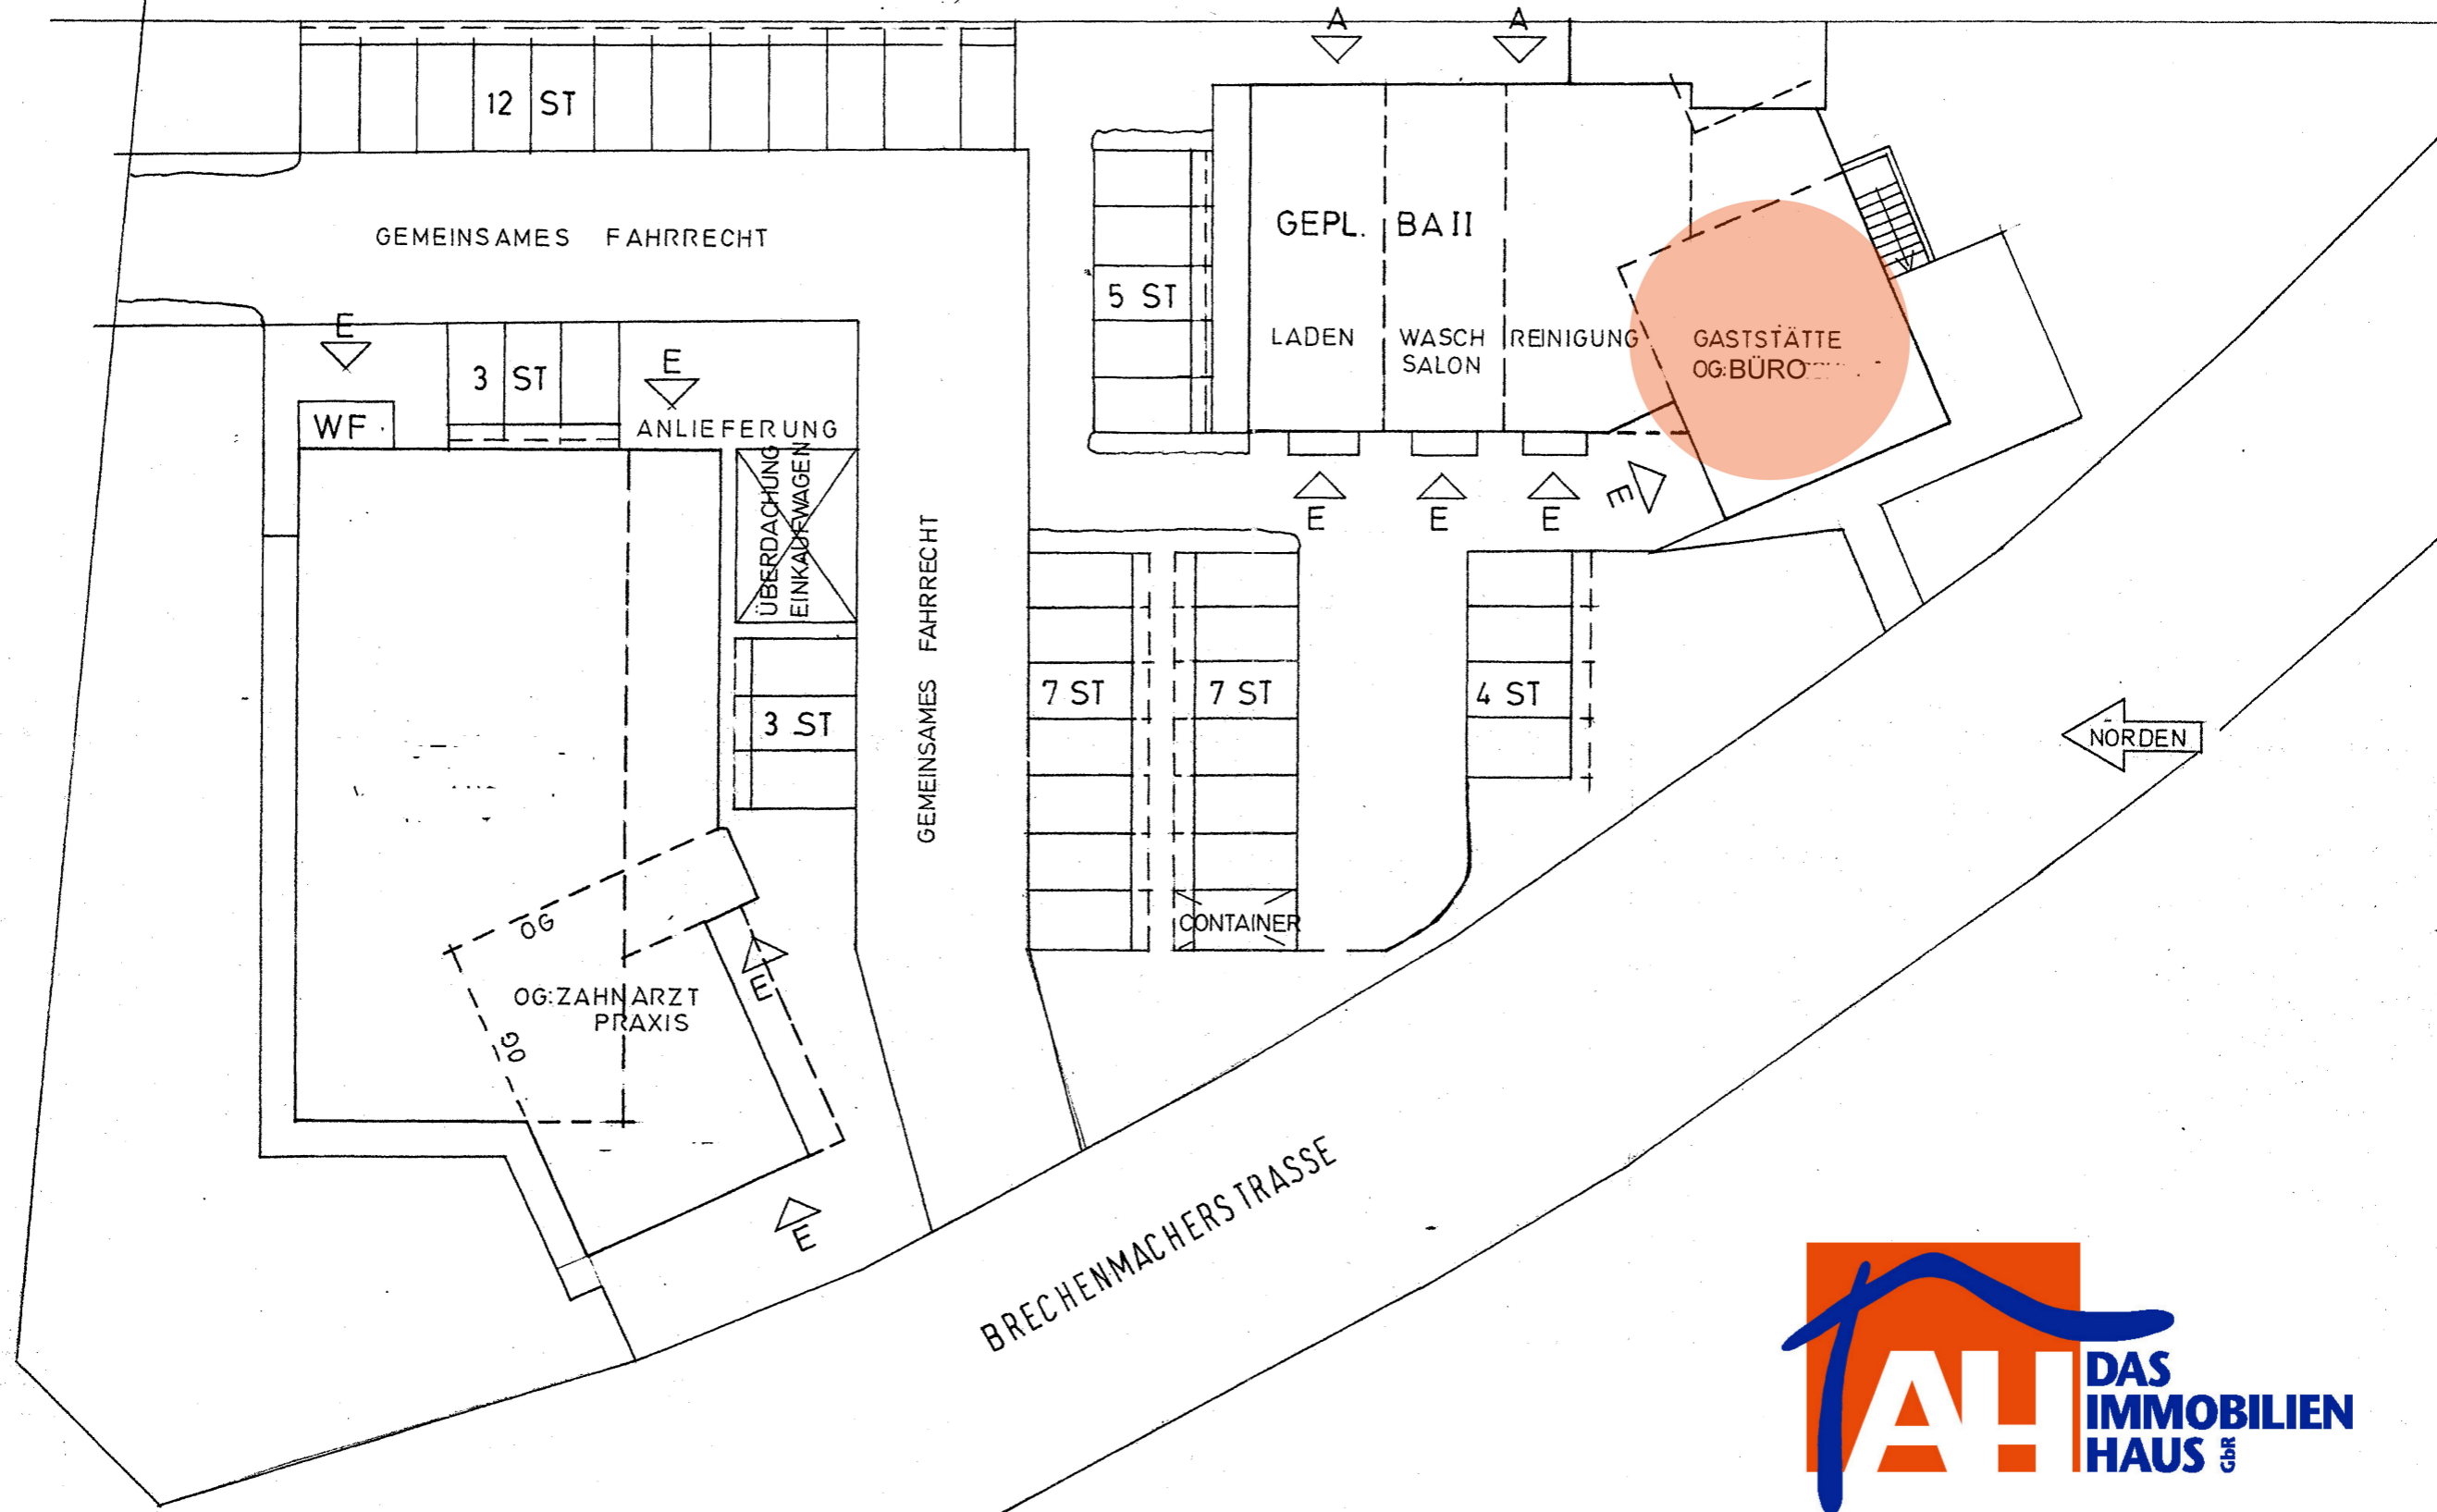 A
A
12 ST
GEMEINSAMES FAHRRECHT
GEPL. BA II
5 ST
LADEN
WASCH
SALON
REINIGUNG
GASTSTÄTTE
OG:BÜRO
E
3 ST
E
WF
ANLIEFERUNG
ÜBERDACHUNG
EINKAUFWAGEN
E
E
E
E
GEMEINSAMES FAHRRECHT
7 ST
7 ST
4 ST
3 ST
NORDEN
CONTAINER
OG
E
OG:ZAHNARZT
PRAXIS
OG
E
BRECHENMACHERSTRASSE
AH
DAS
IMMOBILIEN
HAUS GbR